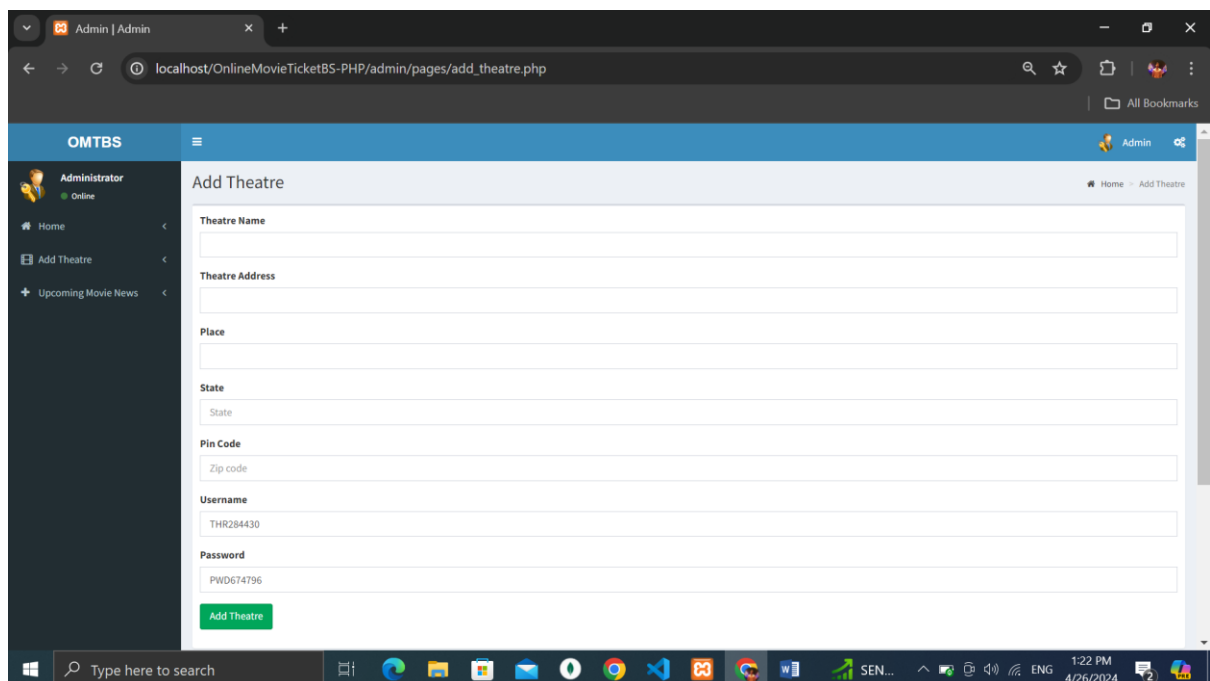 Admin | Admin
localhost/OnlineMovieTicketBS-PHP/admin/pages/add_theatre.php
All Bookmarks
OMTBS
Admin
Administrator
Online
Add Theatre
Home > Add Theatre
Home
Add Theatre
Upcoming Movie News
Theatre Name
Theatre Address
Place
State
State
Pin Code
Zip code
Username
THR284430
Password
PWD674796
Add Theatre
Type here to search
SEN...
ENG
1:22 PM
4/26/2024